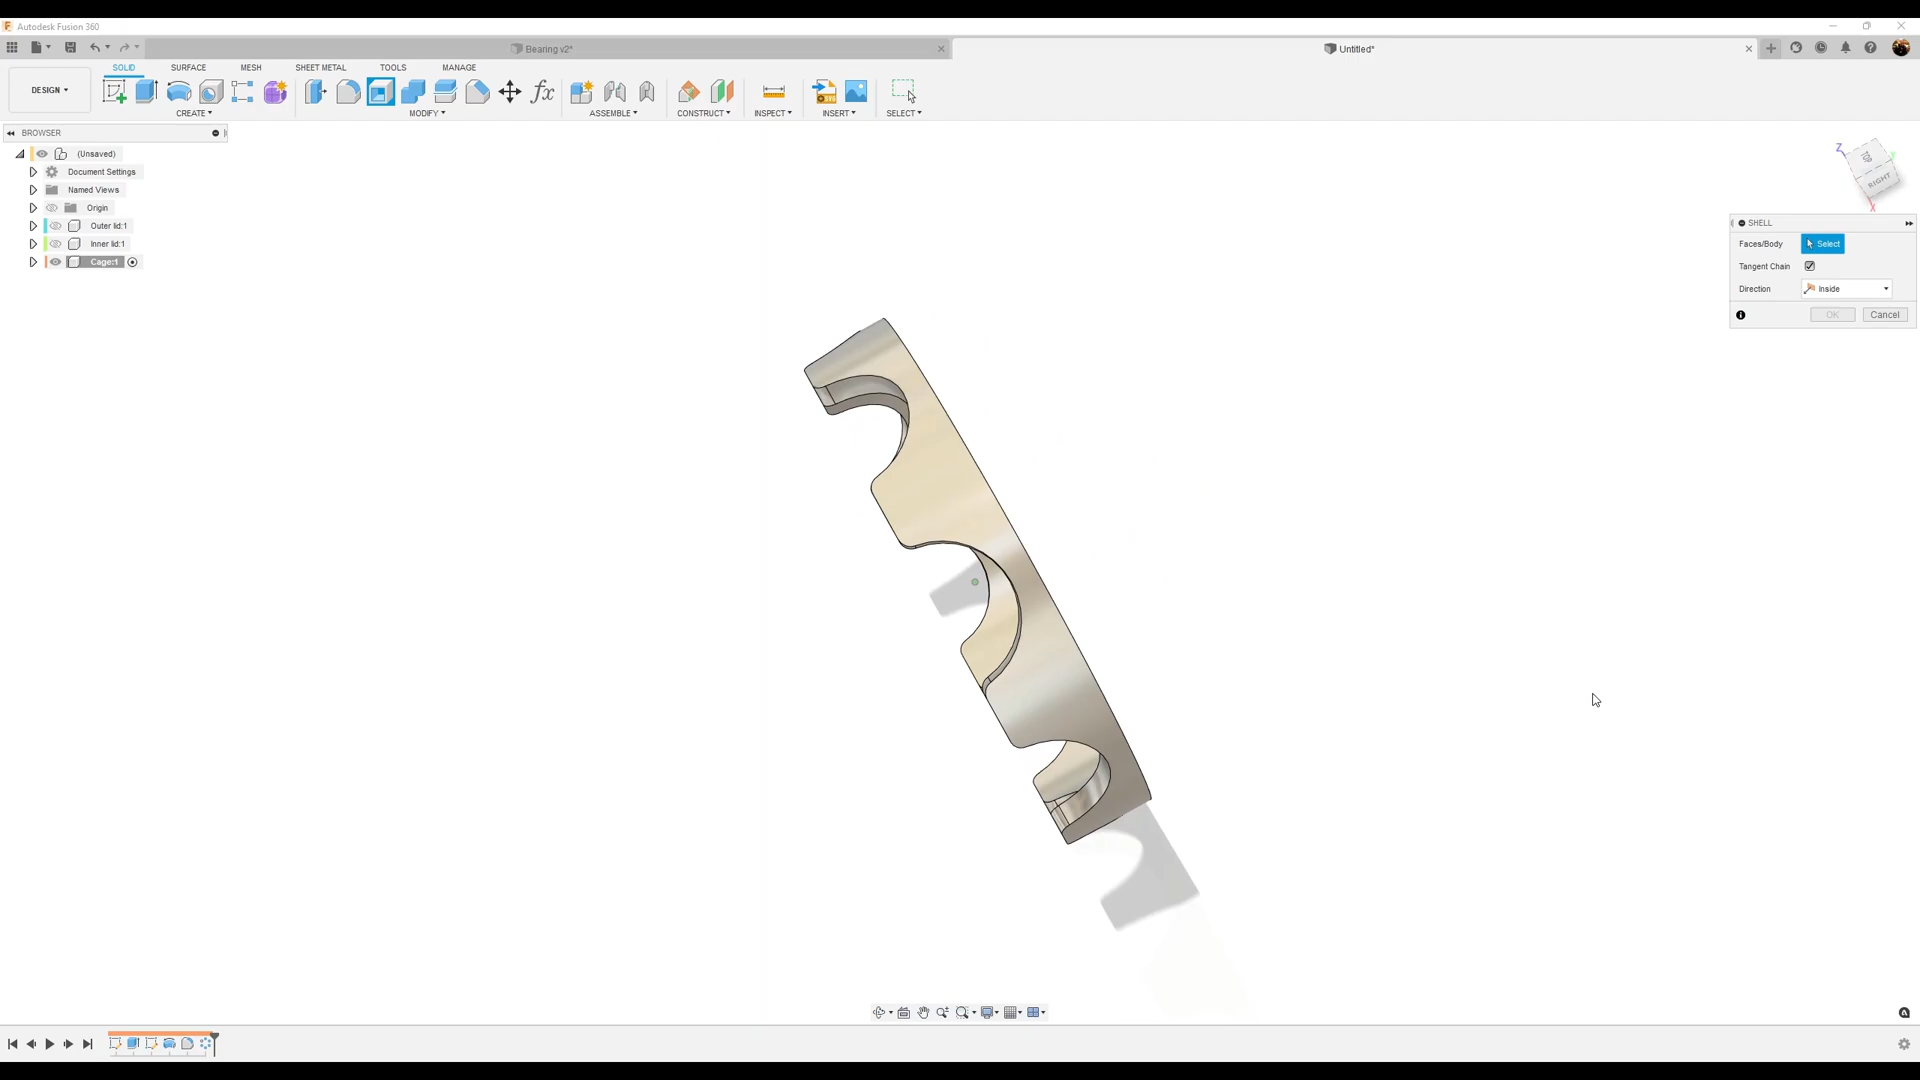 Autodesk Fusion 360
Bearing v2*
Untitled*
DESIGN
SOLID
SURFACE
MESH
SHEET METAL
TOOLS
MANAGE
CREATE
MODIFY
ASSEMBLE
CONSTRUCT
INSPECT
INSERT
SELECT
BROWSER
(Unsaved)
Document Settings
Named Views
Origin
Outer lid:1
Inner lid:1
Cage:1
Z
TOP
Y
RIGHT
X
SHELL
Faces/Body
Select
Tangent Chain
Direction
Inside
OK
Cancel